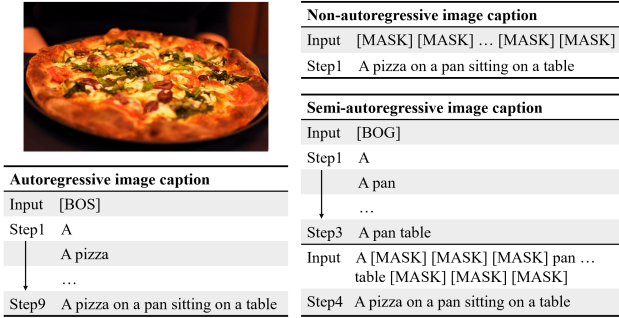 Autoregressive image caption
Input [BOS]
Step1 A
A pizza
...
Step9 A pizza on a pan sitting on a table
Non-autoregressive image caption
Input [MASK] [MASK] ... [MASK] [MASK]
Step1 A pizza on a pan sitting on a table
Semi-autoregressive image caption
Input [BOG]
Step1 A
A pan
...
Step3 A pan table
Input A [MASK] [MASK] [MASK] pan ...
table [MASK] [MASK] [MASK]
Step4 A pizza on a pan sitting on a table